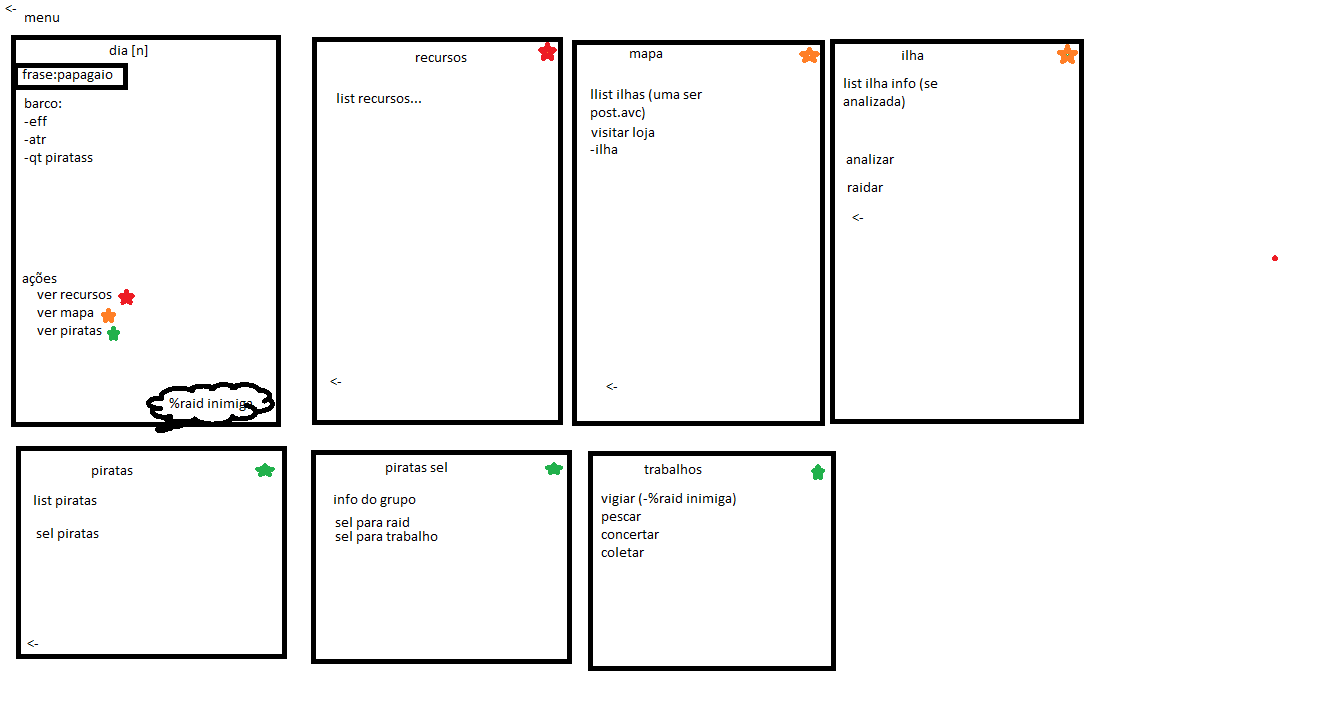 <-
menu
dia [n]
frase:papagaio
barco:
-eff
-atr
-qt piratass
ações
ver recursos
ver mapa
ver piratas
%raid inimiga
recursos
list recursos...
<-
mapa
llist ilhas (uma ser
post.avc)
visitar loja
-ilha
<-
ilha
list ilha info (se
analizada)
analizar
raidar
<-
piratas
list piratas
sel piratas
<-
piratas sel
info do grupo
sel para raid
sel para trabalho
trabalhos
vigiar (-%raid inimiga)
pescar
concertar
coletar